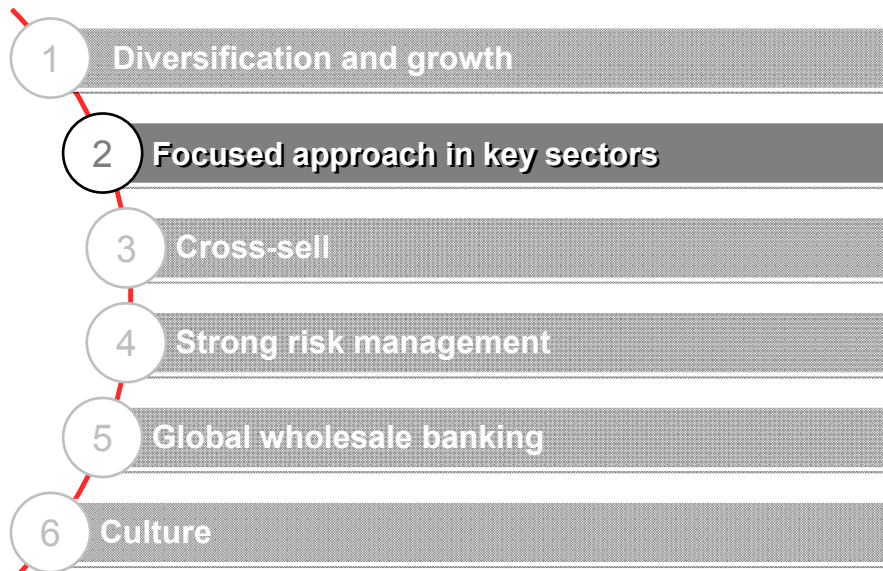 1 Diversification and growth
2 Focused approach in key sectors
3 Cross-sell
4 Strong risk management
5 Global wholesale banking
6 Culture